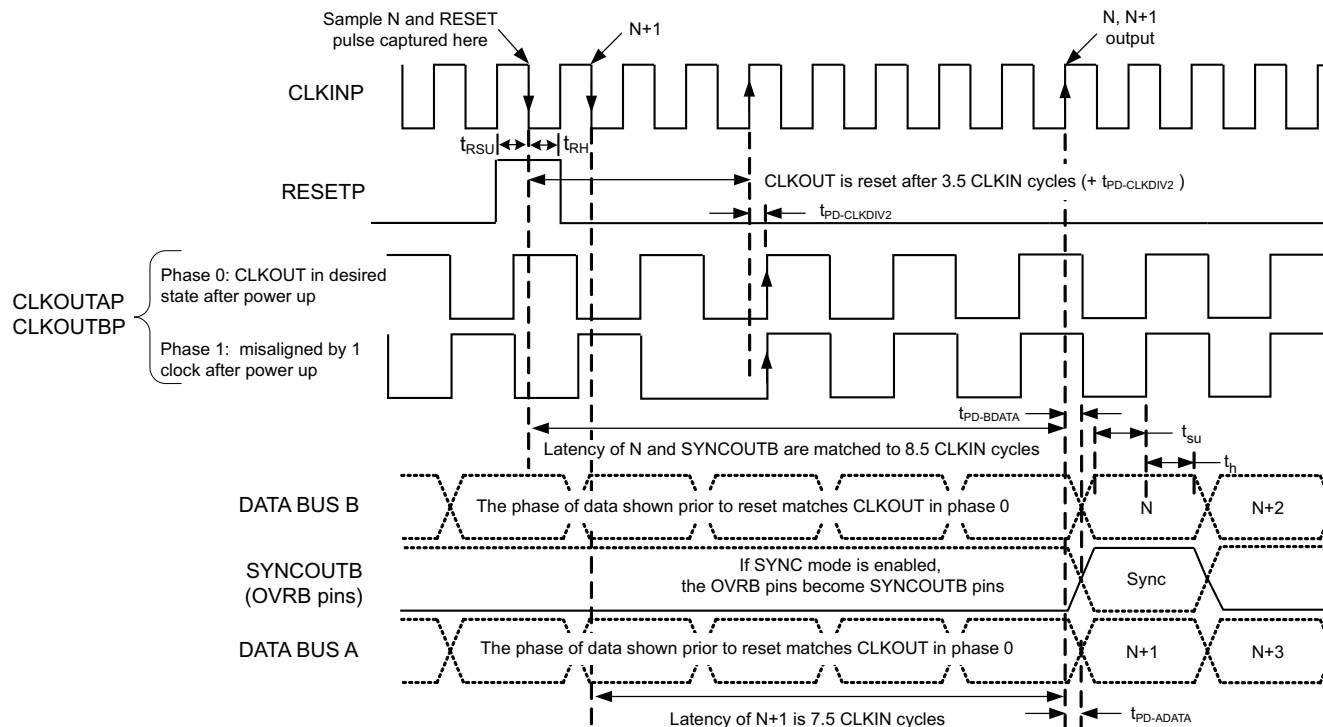 Sample N and RESET
pulse captured here
N+1
N, N+1
output
CLKINP
tRSU
tRH
RESETP
CLKOUT is reset after 3.5 CLKIN cycles (+ tPD-CLKDIV2 )
tPD-CLKDIV2
CLKOUTAP
CLKOUTBP
Phase 0: CLKOUT in desired
state after power up
Phase 1: misaligned by 1
clock after power up
tPD-BDATA
tsu
Latency of N and SYNCOUTB are matched to 8.5 CLKIN cycles
th
DATA BUS B
The phase of data shown prior to reset matches CLKOUT in phase 0
N
N+2
SYNCOUTB
(OVRB pins)
If SYNC mode is enabled,
the OVRB pins become SYNCOUTB pins
Sync
DATA BUS A
The phase of data shown prior to reset matches CLKOUT in phase 0
N+1
N+3
Latency of N+1 is 7.5 CLKIN cycles
tPD-ADATA